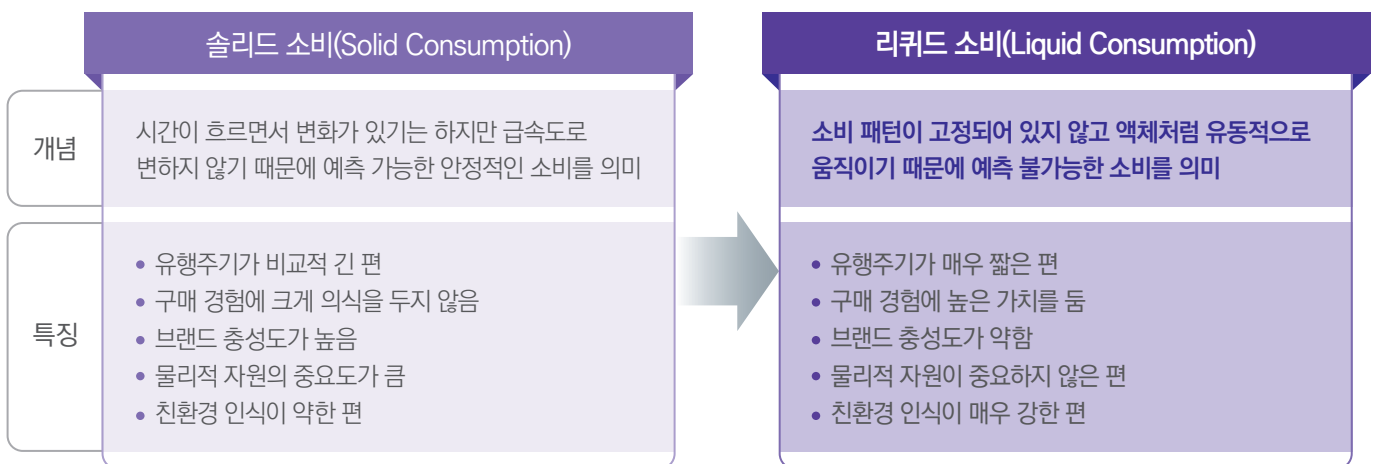 솔리드 소비(Solid Consumption)
리퀴드 소비(Liquid Consumption)
개념
시간이 흐르면서 변화가 있기는 하지만 급속도로
변하지 않기 때문에 예측 가능한 안정적인 소비를 의미
소비 패턴이 고정되어 있지 않고 액체처럼 유동적으로
움직이기 때문에 예측 불가능한 소비를 의미
특징
• 유행주기가 비교적 긴 편
• 구매 경험에 크게 의식을 두지 않음
• 브랜드 충성도가 높음
• 물리적 자원의 중요도가 큼
• 친환경 인식이 약한 편
• 유행주기가 매우 짧은 편
• 구매 경험에 높은 가치를 둠
• 브랜드 충성도가 약함
• 물리적 자원이 중요하지 않은 편
• 친환경 인식이 매우 강한 편